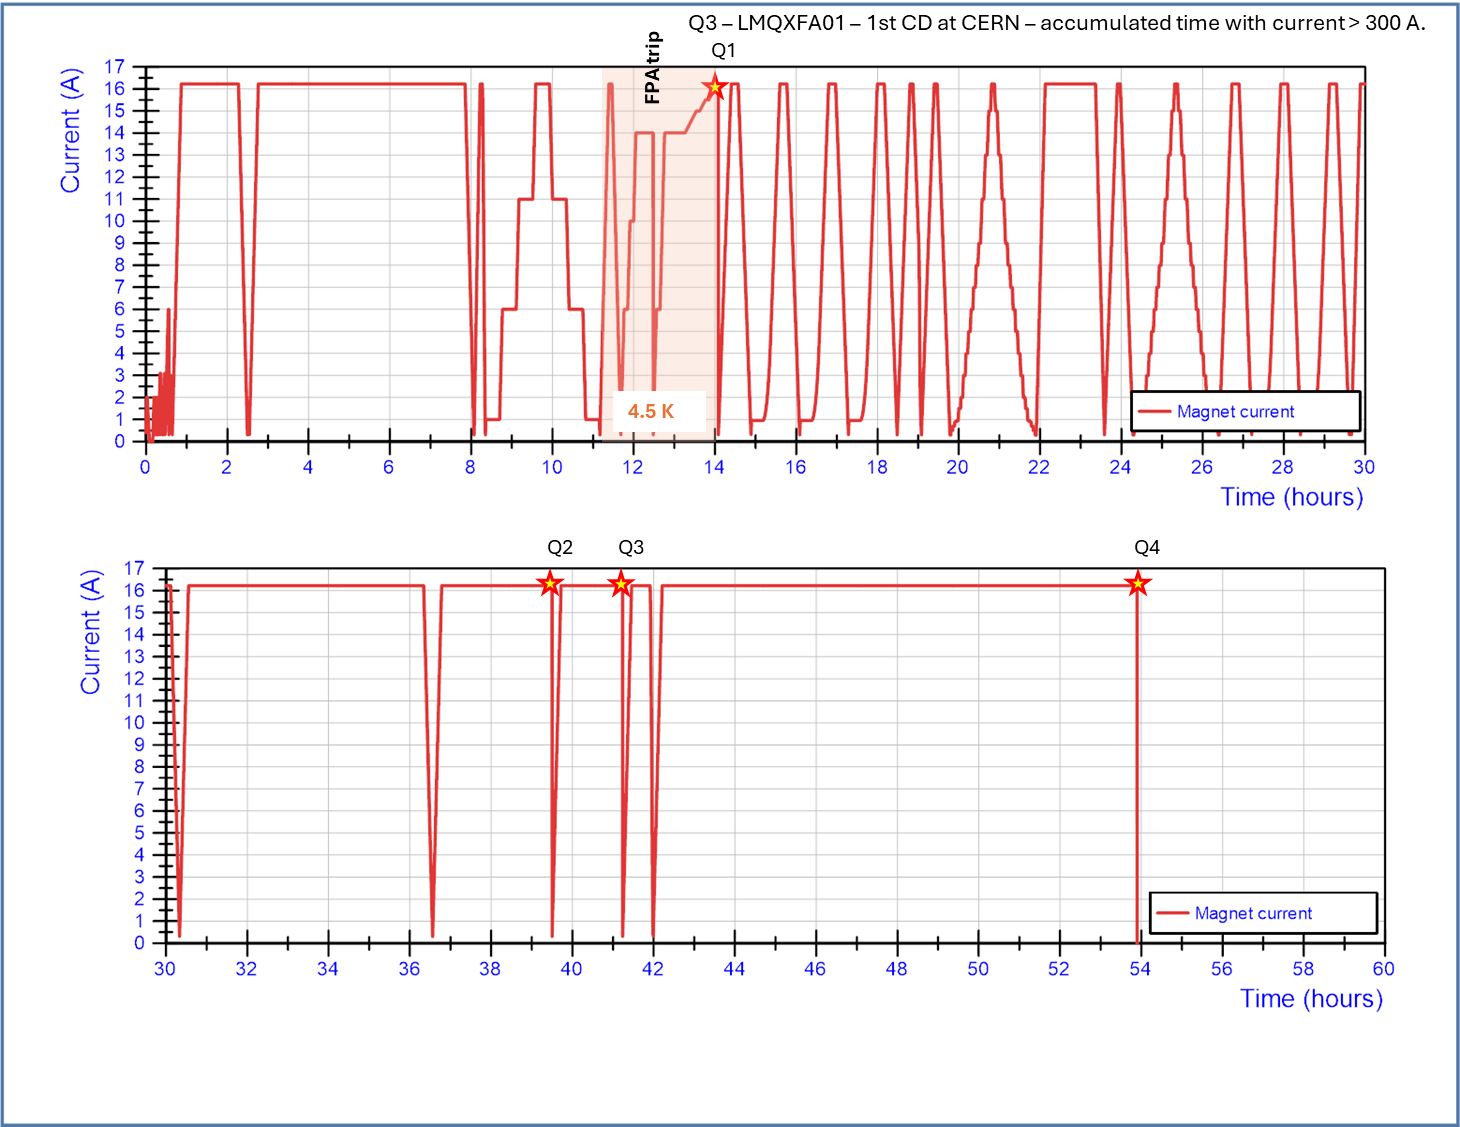 Q3 – LMQXFA01 – 1st CD at CERN – accumulated time with current > 300 A.
Q1
FPA trip
Current (A)
17
16
15
14
13
12
11
10
9
8
7
6
5
4
3
2
1
0
4.5 K
Magnet current
0 2 4 6 8 10 12 14 16 18 20 22 24 26 28 30
Time (hours)
Q2 Q3 Q4
Current (A)
17
16
15
14
13
12
11
10
9
8
7
6
5
4
3
2
1
0
Magnet current
30 32 34 36 38 40 42 44 46 48 50 52 54 56 58 60
Time (hours)